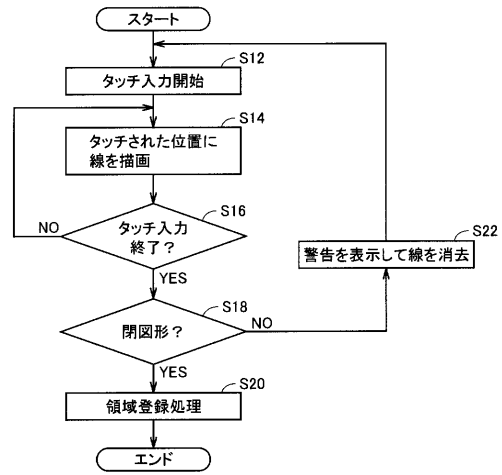 スタート
S12
タッチ入力開始
S14
タッチされた位置に
線を描画
S16
タッチ入力
終了？
NO
YES
S22
警告を表示して線を消去
S18
閉図形？
NO
YES
S20
領域登録処理
エンド